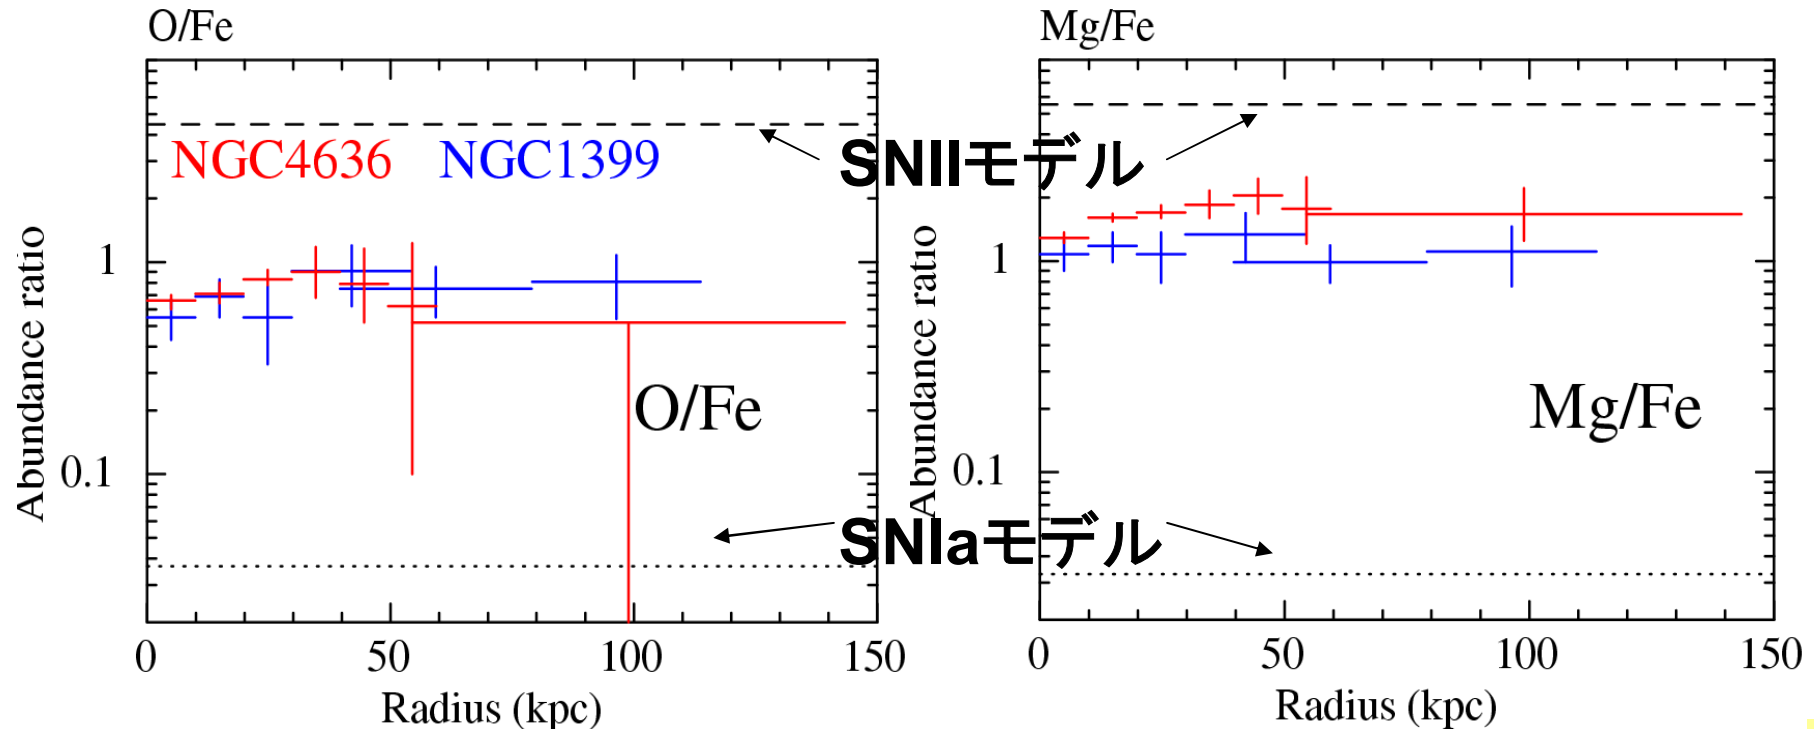 O/Fe
NGC4636 NGC1399
Abundance ratio
1
0.1
O/Fe
0 50 100 150
Radius (kpc)
SNIIモデル
SNIaモデル
Mg/Fe
Abundance ratio
1
0.1
Mg/Fe
0 50 100 150
Radius (kpc)